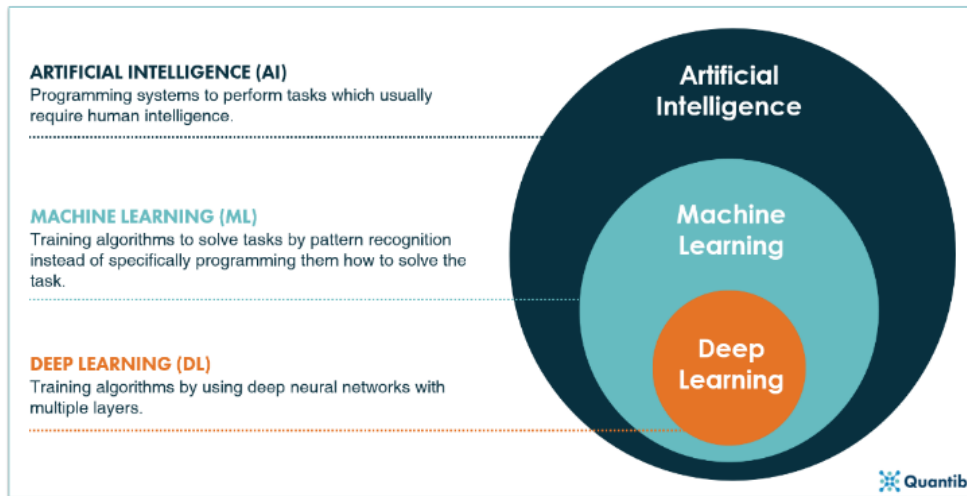 ARTIFICIAL INTELLIGENCE (AI)
Programming systems to perform tasks which usually
require human intelligence.
MACHINE LEARNING (ML)
Training algorithms to solve tasks by pattern recognition
instead of specifically programming them how to solve the
task.
DEEP LEARNING (DL)
Training algorithms by using deep neural networks with
multiple layers.
Artificial
Intelligence
Machine
Learning
Deep
Learning
Quantib